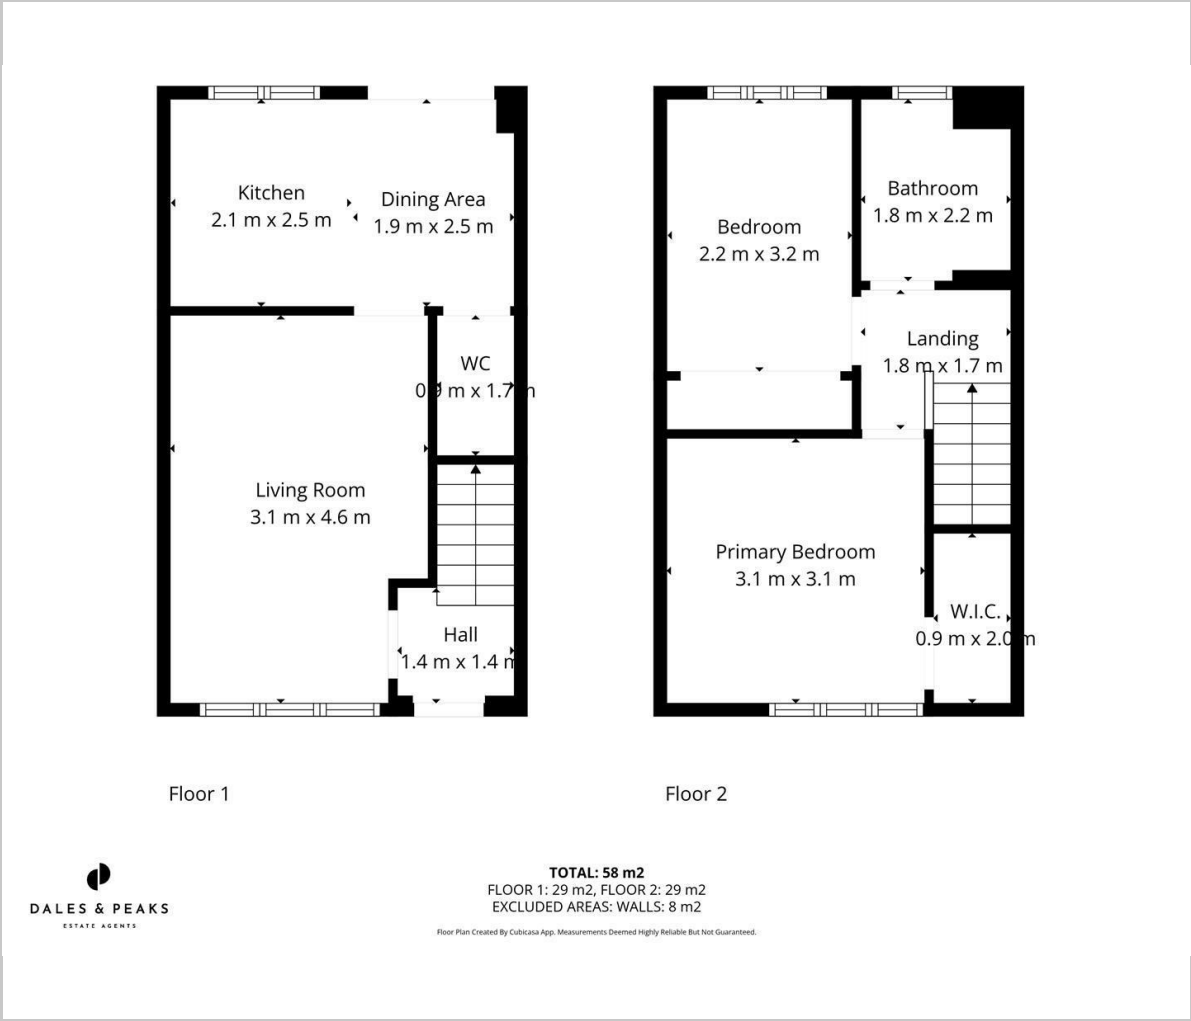 Kitchen
2.1 m x 2.5 m
Dining Area
1.9 m x 2.5 m
WC
0.9 m x 1.7 m
Living Room
3.1 m x 4.6 m
Hall
1.4 m x 1.4 m
Floor 1
Bedroom
2.2 m x 3.2 m
Bathroom
1.8 m x 2.2 m
Landing
1.8 m x 1.7 m
Primary Bedroom
3.1 m x 3.1 m
W.I.C.
0.9 m x 2.0 m
Floor 2
DALES & PEAKS
ESTATE AGENTS
TOTAL: 58 m2
FLOOR 1: 29 m2, FLOOR 2: 29 m2
EXCLUDED AREAS: WALLS: 8 m2
Floor Plan Created By Cubicasa App. Measurements Deemed Highly Reliable But Not Guaranteed.